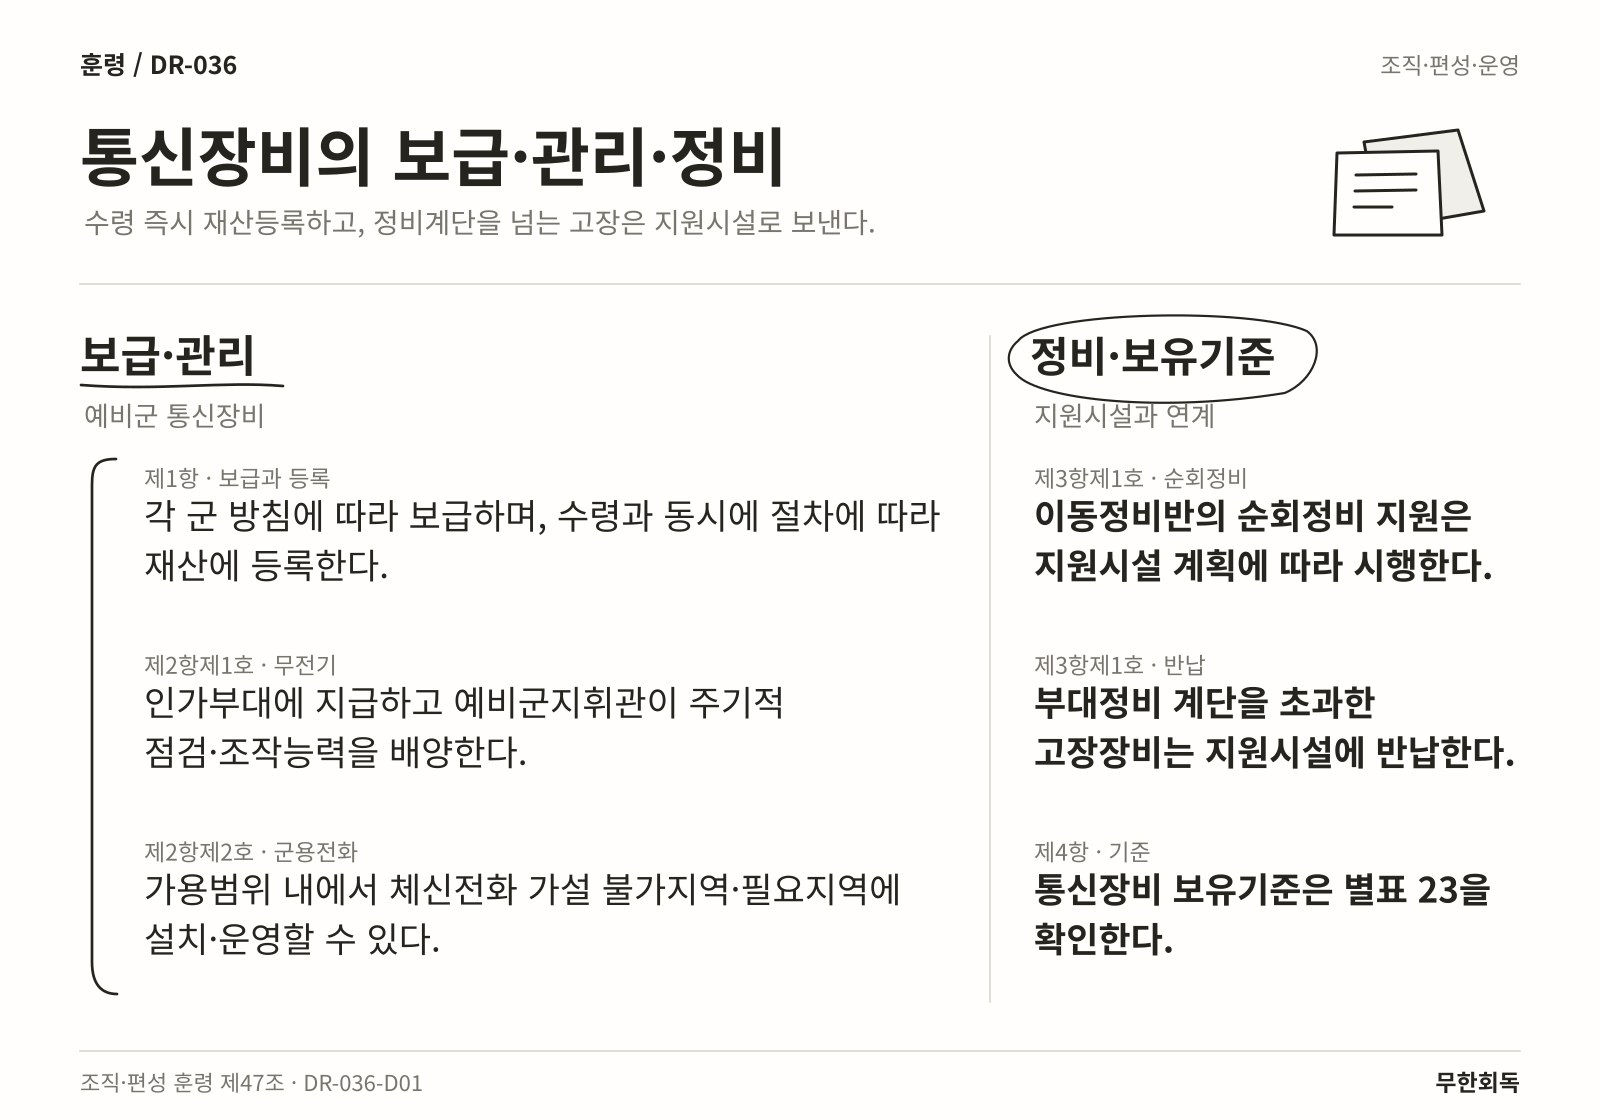 훈령 / DR-036
조직·편성·운영
통신장비의 보급·관리·정비
수령 즉시 재산등록하고, 정비계단을 넘는 고장은 지원시설로 보낸다.
보급·관리
예비군 통신장비
제1항 · 보급과 등록
각 군 방침에 따라 보급하며, 수령과 동시에 절차에 따라
재산에 등록한다.
제2항제1호 · 무전기
인가부대에 지급하고 예비군지휘관이 주기적
점검·조작능력을 배양한다.
제2항제2호 · 군용전화
가용범위 내에서 체신전화 가설 불가지역·필요지역에
설치·운영할 수 있다.
정비·보유기준
지원시설과 연계
제3항제1호 · 순회정비
이동정비반의 순회정비 지원은
지원시설 계획에 따라 시행한다.
제3항제1호 · 반납
부대정비 계단을 초과한
고장장비는 지원시설에 반납한다.
제4항 · 기준
통신장비 보유기준은 별표 23을
확인한다.
조직·편성 훈령 제47조 · DR-036-D01
무한회독